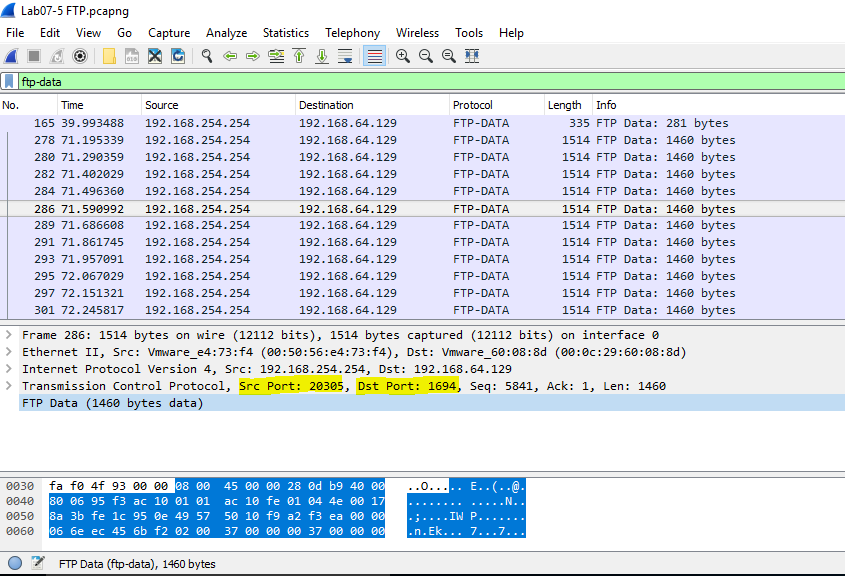 Lab07-5 FTP.pcapng
File Edit View Go Capture Analyze Statistics Telephony Wireless Tools Help
ftp-data
No. Time Source Destination Protocol Length Info
165 39.993488 192.168.254.254 192.168.64.129 FTP-DATA 335 FTP Data: 281 bytes
278 71.195339 192.168.254.254 192.168.64.129 FTP-DATA 1514 FTP Data: 1460 bytes
280 71.290359 192.168.254.254 192.168.64.129 FTP-DATA 1514 FTP Data: 1460 bytes
282 71.402029 192.168.254.254 192.168.64.129 FTP-DATA 1514 FTP Data: 1460 bytes
284 71.496360 192.168.254.254 192.168.64.129 FTP-DATA 1514 FTP Data: 1460 bytes
286 71.590992 192.168.254.254 192.168.64.129 FTP-DATA 1514 FTP Data: 1460 bytes
289 71.686608 192.168.254.254 192.168.64.129 FTP-DATA 1514 FTP Data: 1460 bytes
291 71.861745 192.168.254.254 192.168.64.129 FTP-DATA 1514 FTP Data: 1460 bytes
293 71.957091 192.168.254.254 192.168.64.129 FTP-DATA 1514 FTP Data: 1460 bytes
295 72.067029 192.168.254.254 192.168.64.129 FTP-DATA 1514 FTP Data: 1460 bytes
297 72.151321 192.168.254.254 192.168.64.129 FTP-DATA 1514 FTP Data: 1460 bytes
301 72.245817 192.168.254.254 192.168.64.129 FTP-DATA 1514 FTP Data: 1460 bytes
Frame 286: 1514 bytes on wire (12112 bits), 1514 bytes captured (12112 bits) on interface 0
Ethernet II, Src: Vmware_e4:73:f4 (00:50:56:e4:73:f4), Dst: Vmware_60:08:8d (00:0c:29:60:08:8d)
Internet Protocol Version 4, Src: 192.168.254.254, Dst: 192.168.64.129
Transmission Control Protocol, Src Port: 20305, Dst Port: 1694, Seq: 5841, Ack: 1, Len: 1460
FTP Data (1460 bytes data)
0030 fa f0 4f 93 00 00 08 00 45 00 00 28 0d b9 40 00 ..O..... E..(..@.
0040 80 06 95 f3 ac 10 01 01 ac 10 fe 01 04 4e 00 17 ........ .....N..
0050 8a 3b fe 1c 95 0e 49 57 50 10 f9 a2 f3 ea 00 00 .;....IW P.......
0060 06 6e ec 45 6b f2 02 00 37 00 00 00 37 00 00 00 .n.Ek... 7...7...
FTP Data (ftp-data), 1460 bytes